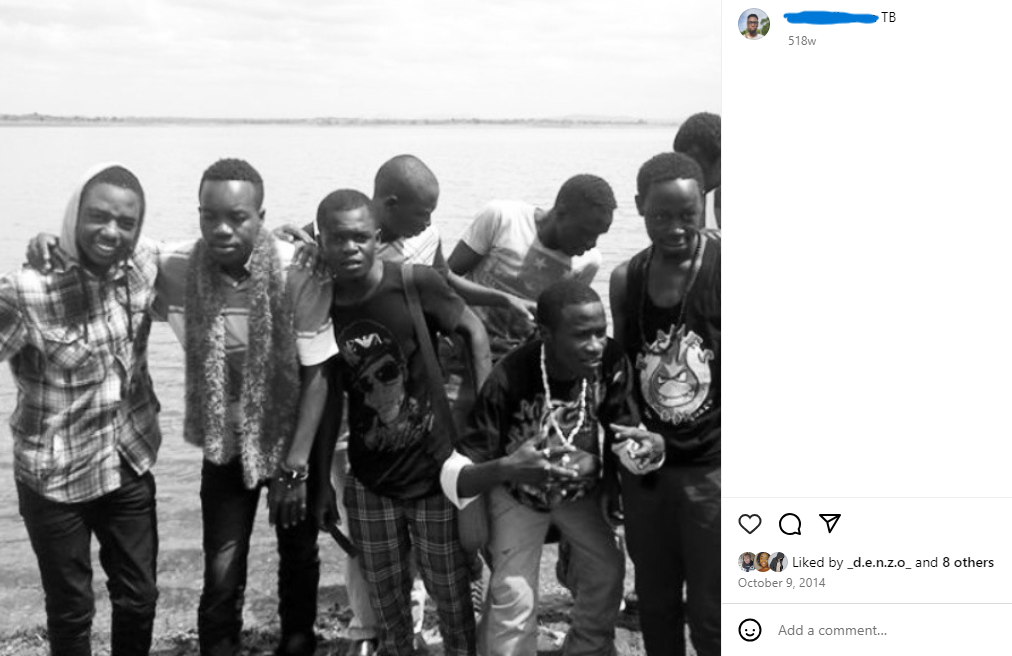 TB
518w
Liked by _d.e.n.z.o_ and 8 others
October 9, 2014
Add a comment...